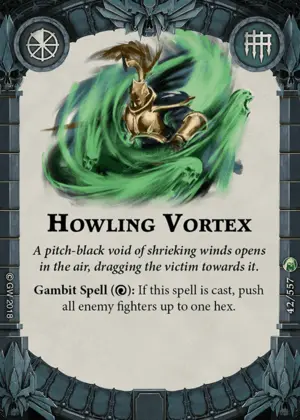 HOWLING VORTEX
A pitch-black void of shrieking winds opens
in the air, dragging the victim towards it.
Gambit Spell (): If this spell is cast, push
all enemy fighters up to one hex.
© GW 2018
42/557